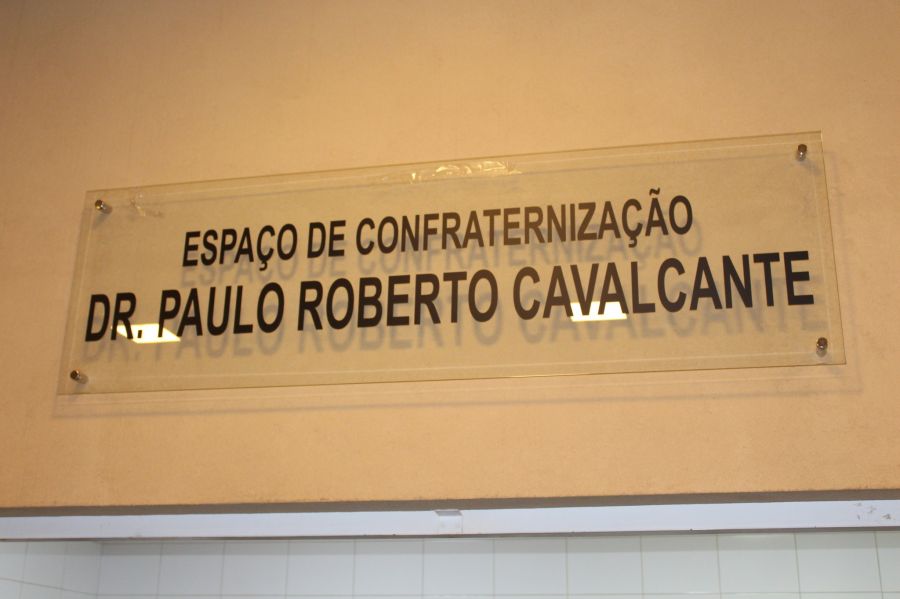 ESPAÇO DE CONFRATERNIZAÇÃO
DR. PAULO ROBERTO CAVALCANTE